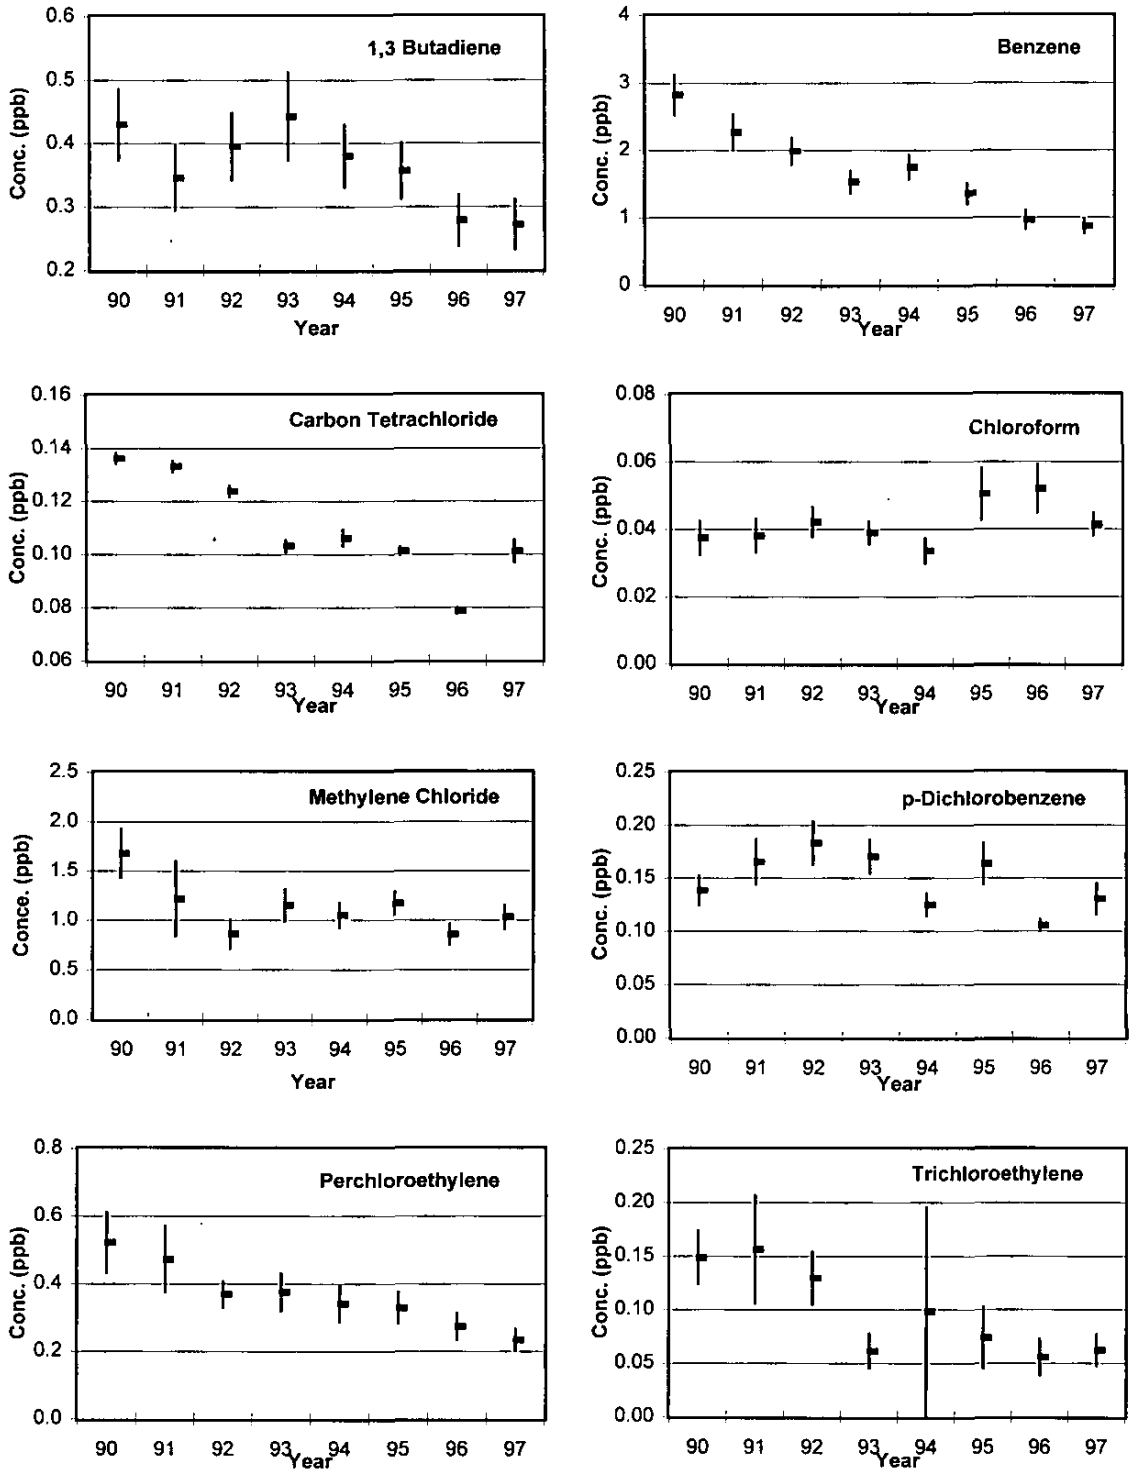 1,3 Butadiene
Conc. (ppb)
0.6
0.5
0.4
0.3
0.2
90 91 92 93 94 95 96 97
Year
Benzene
Conc. (ppb)
4
3
2
1
0
90 91 92 93 94 95 96 97
Year
Carbon Tetrachloride
Conc. (ppb)
0.16
0.14
0.12
0.10
0.08
0.06
90 91 92 93 94 95 96 97
Year
Chloroform
Conc. (ppb)
0.08
0.06
0.04
0.02
0.00
90 91 92 93 94 95 96 97
Year
Methylene Chloride
Conce. (ppb)
2.5
2.0
1.5
1.0
0.5
0.0
90 91 92 93 94 95 96 97
Year
p-Dichlorobenzene
Conc. (ppb)
0.25
0.20
0.15
0.10
0.05
0.00
90 91 92 93 94 95 96 97
Year
Perchloroethylene
Conc. (ppb)
0.8
0.6
0.4
0.2
0.0
90 91 92 93 94 95 96 97
Year
Trichloroethylene
Conc. (ppb)
0.25
0.20
0.15
0.10
0.05
0.00
90 91 92 93 94 95 96 97
Year